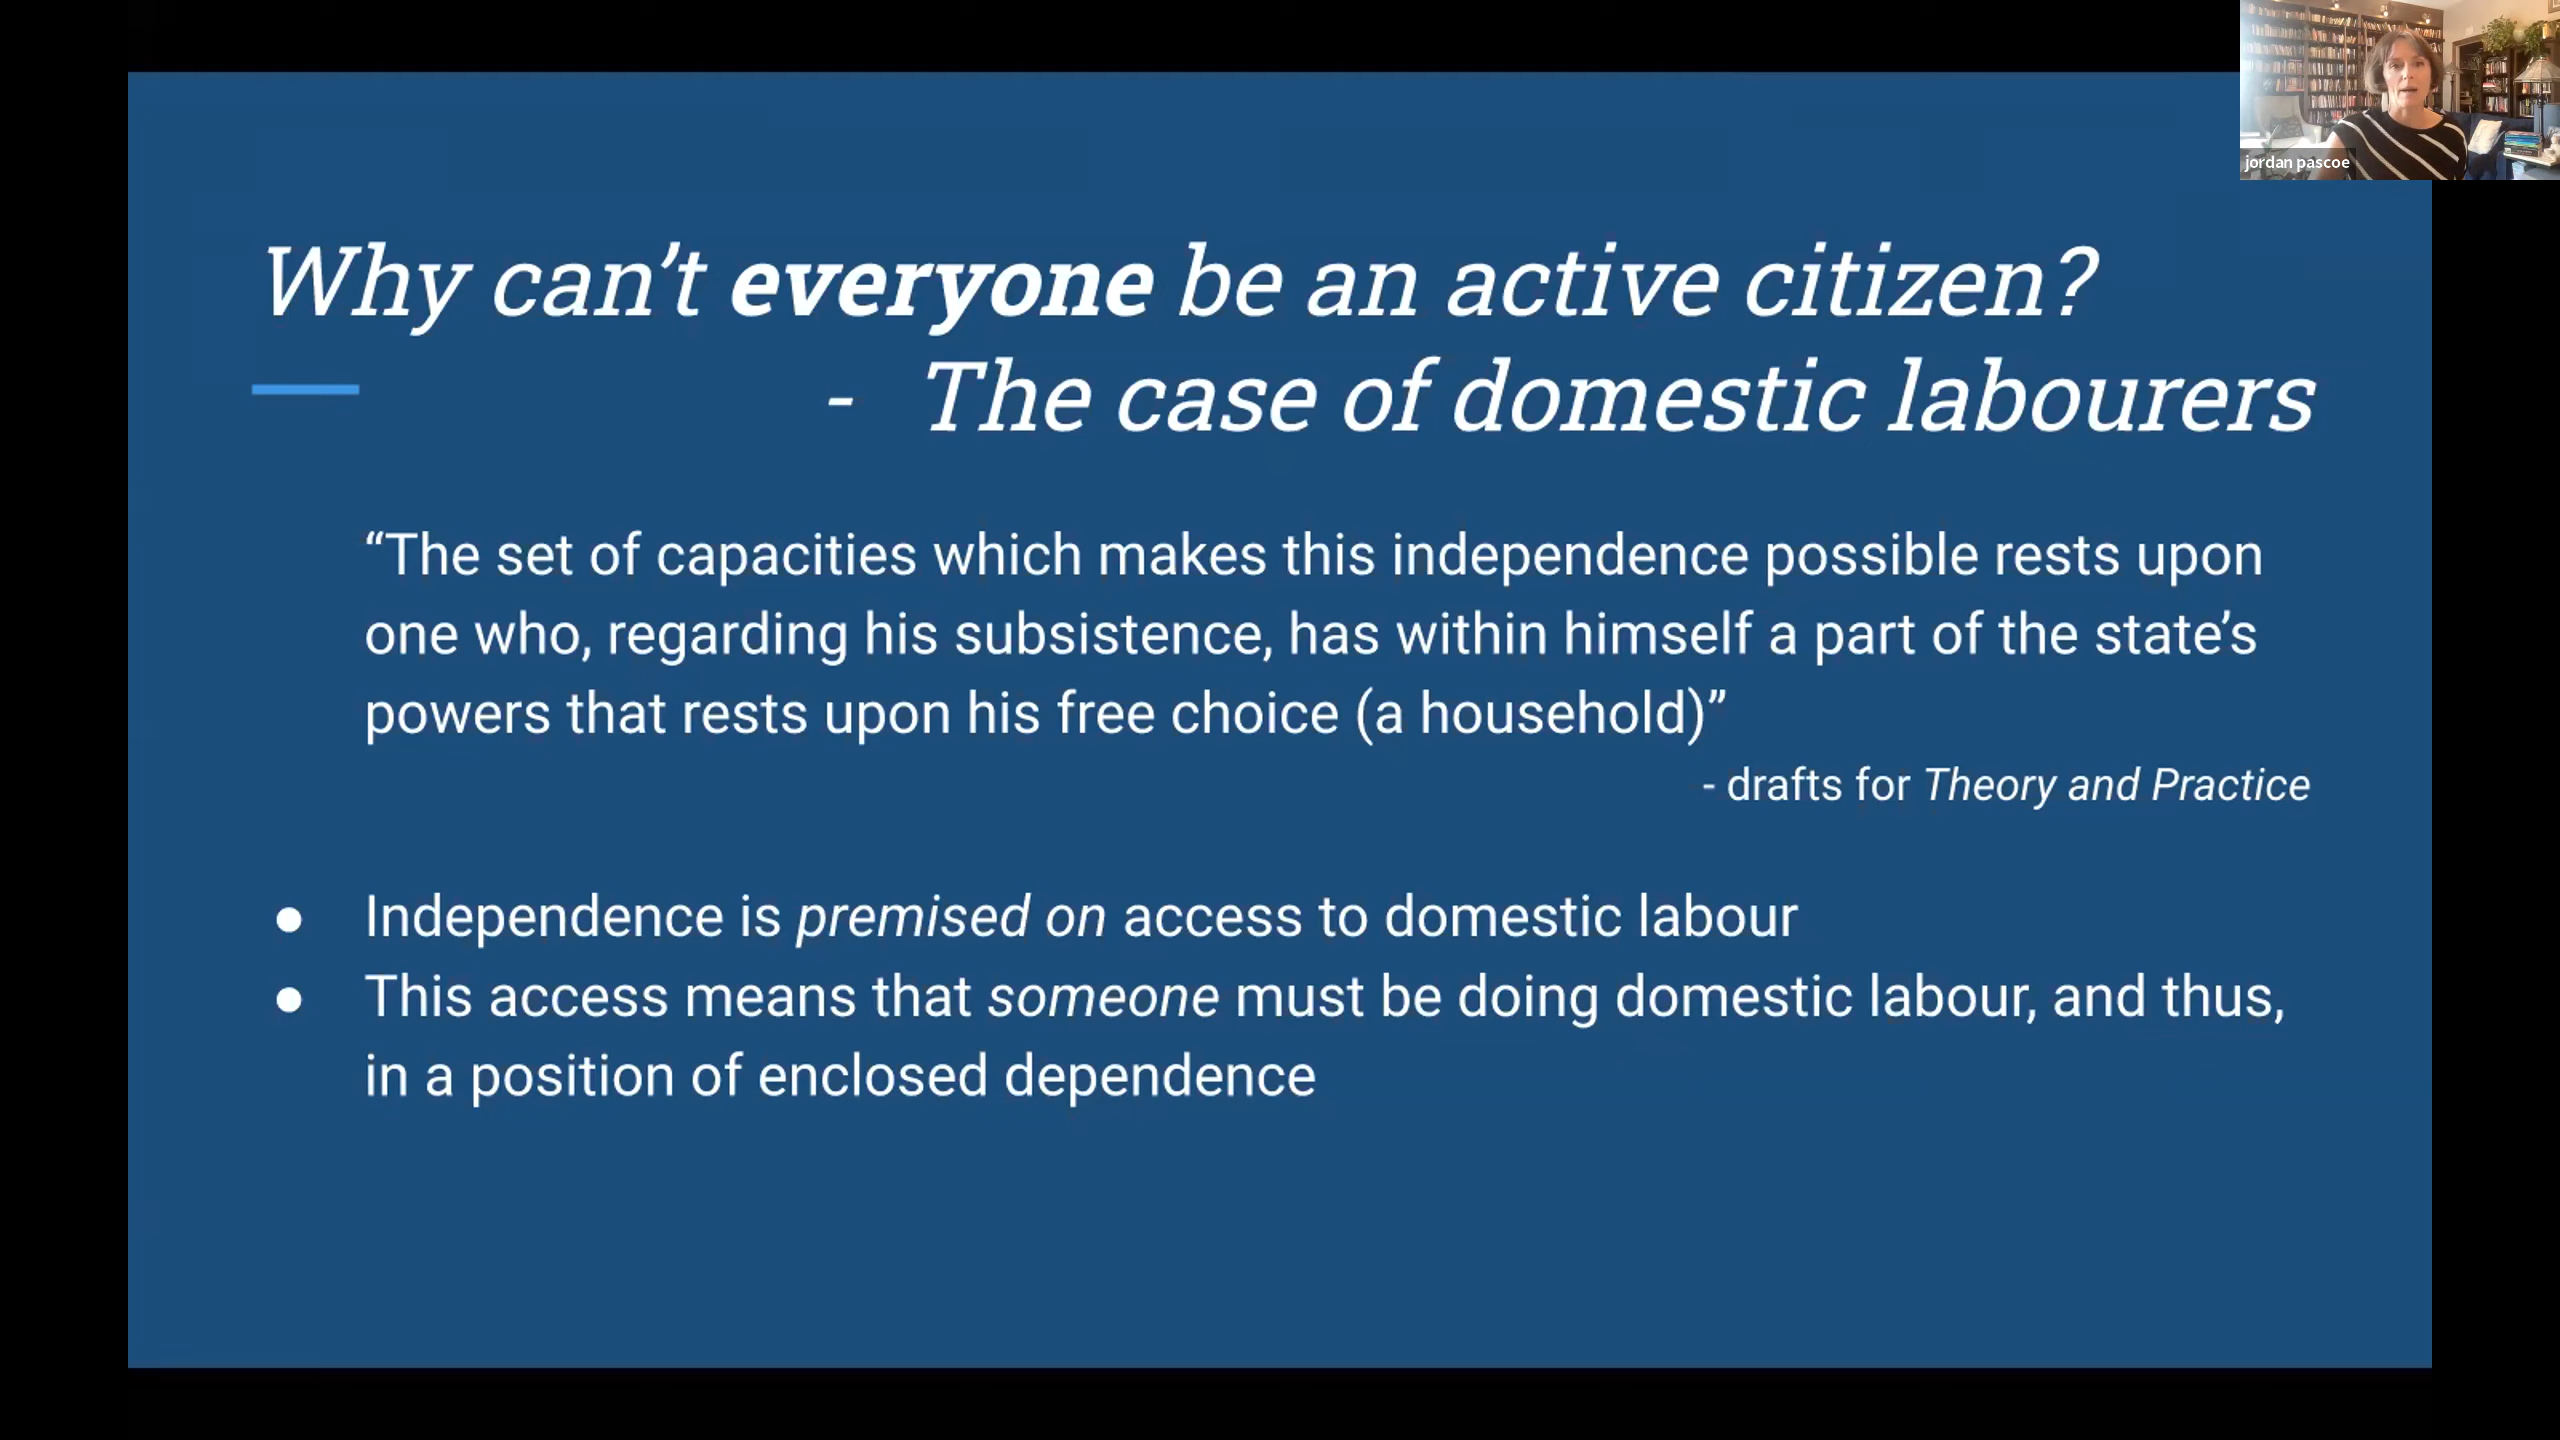 jordan pascoe
Why can’t everyone be an active citizen?
- The case of domestic labourers
“The set of capacities which makes this independence possible rests upon
one who, regarding his subsistence, has within himself a part of the state’s
powers that rests upon his free choice (a household)”
- drafts for Theory and Practice
● Independence is premised on access to domestic labour
● This access means that someone must be doing domestic labour, and thus,
in a position of enclosed dependence